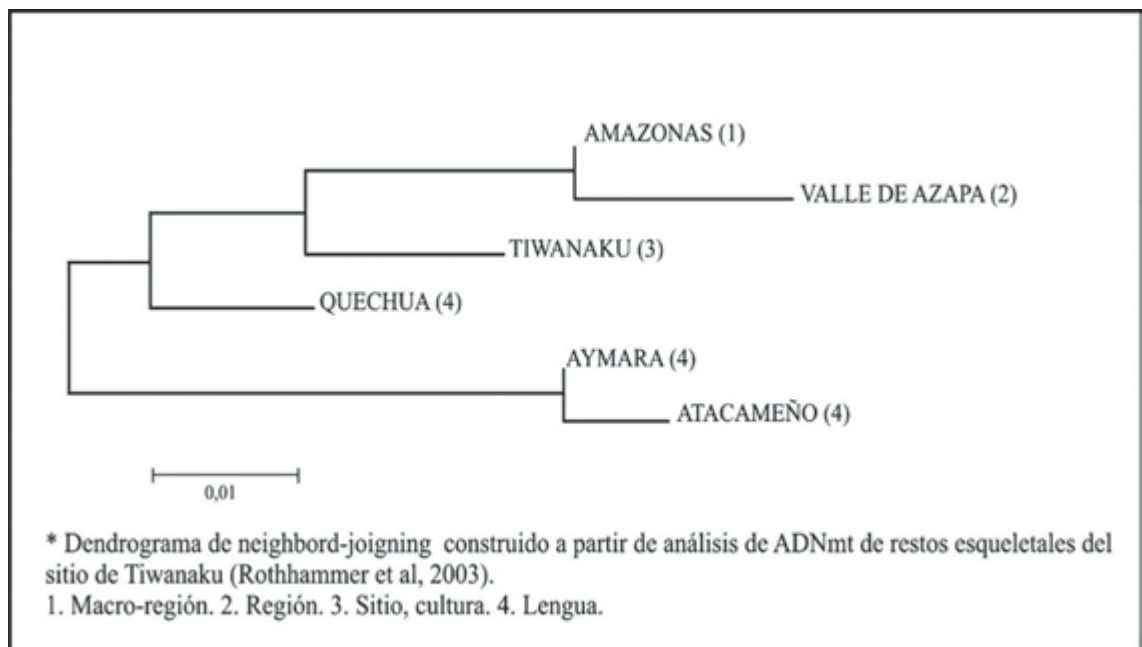 AMAZONAS (1)
VALLE DE AZAPA (2)
TIWANAKU (3)
QUECHUA (4)
AYMARA (4)
ATACAMEÑO (4)
0,01
* Dendrograma de neighbord-joigning construido a partir de análisis de ADNmt de restos esqueletales del
sitio de Tiwanaku (Rothhammer et al, 2003).
1. Macro-región. 2. Región. 3. Sitio, cultura. 4. Lengua.